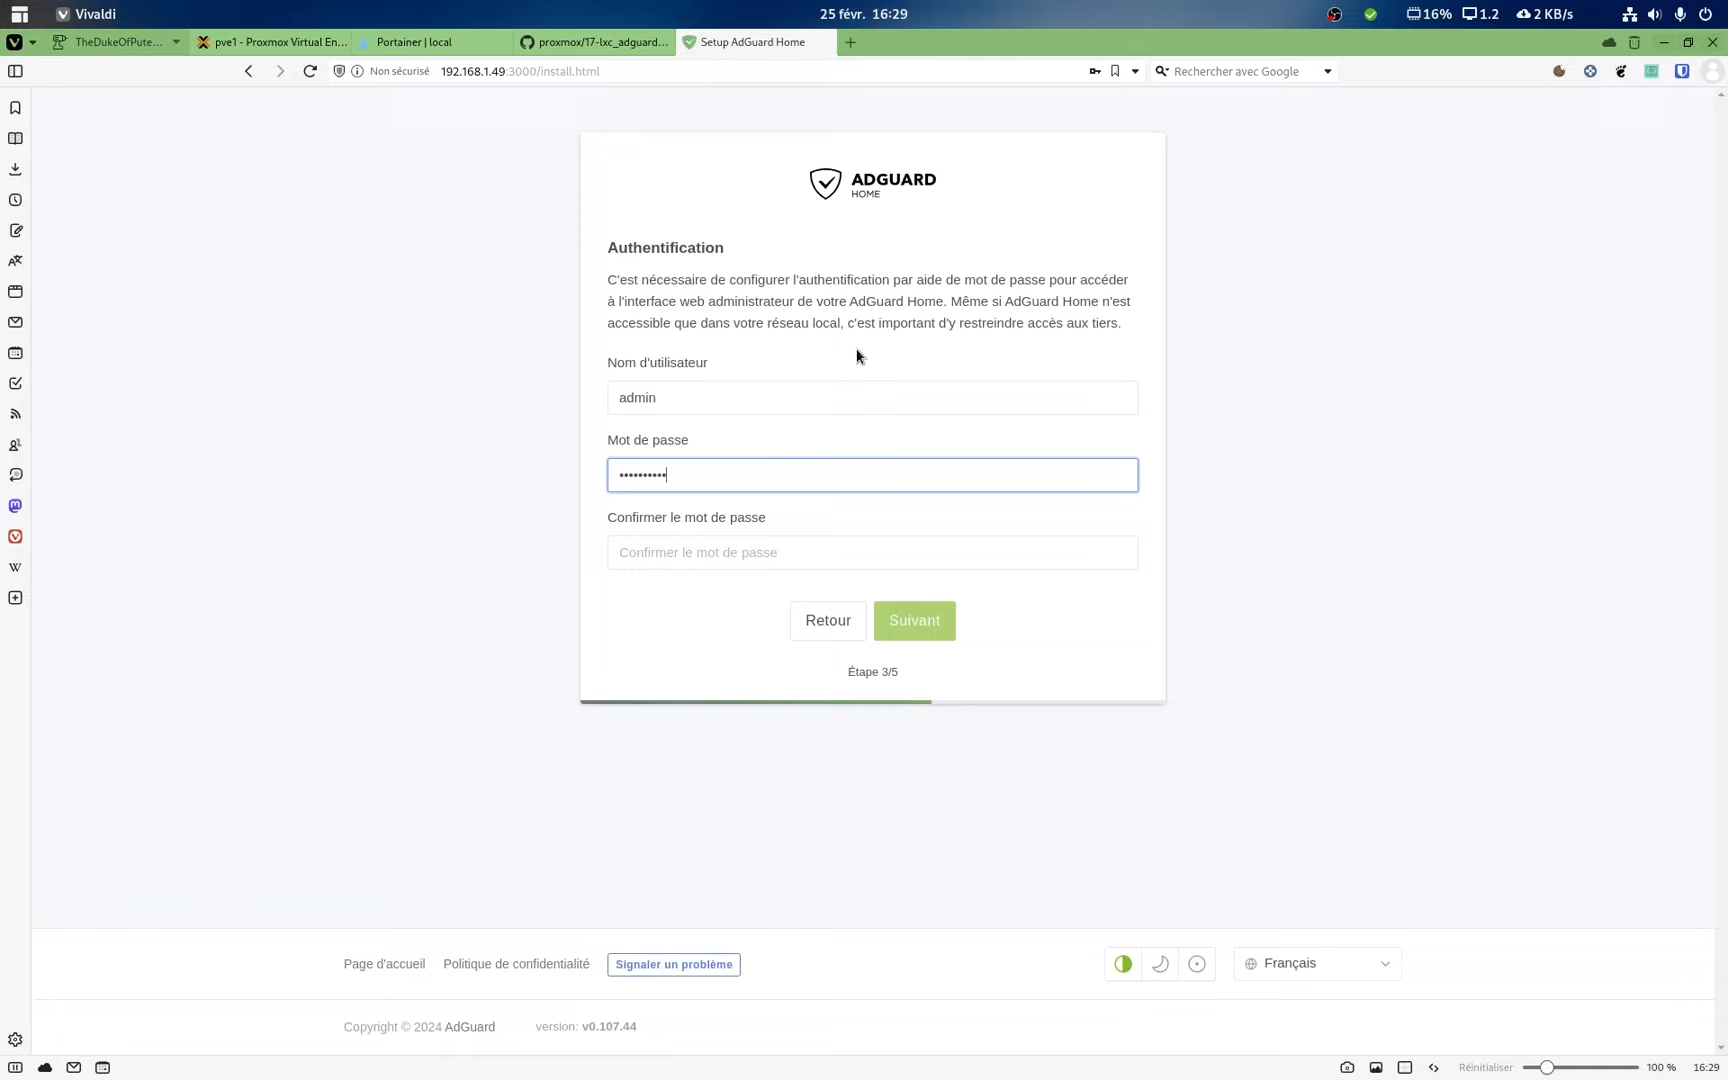 Vivaldi
25 févr. 16:29
16%
1.2
2 KB/s
TheDukeOfPute...
pve1 - Proxmox Virtual En...
Portainer | local
proxmox/17-lxc_adguard...
Setup AdGuard Home
Non sécurisé
192.168.1.49:3000/install.html
Rechercher avec Google
ADGUARD
HOME
Authentification
C'est nécessaire de configurer l'authentification par aide de mot de passe pour accéder
à l'interface web administrateur de votre AdGuard Home. Même si AdGuard Home n'est
accessible que dans votre réseau local, c'est important d'y restreindre accès aux tiers.
Nom d'utilisateur
admin
Mot de passe
••••••••••
Confirmer le mot de passe
Confirmer le mot de passe
Retour
Suivant
Étape 3/5
Page d'accueil
Politique de confidentialité
Signaler un problème
Français
Copyright © 2024 AdGuard
version: v0.107.44
Réinitialiser
100 %
16:29